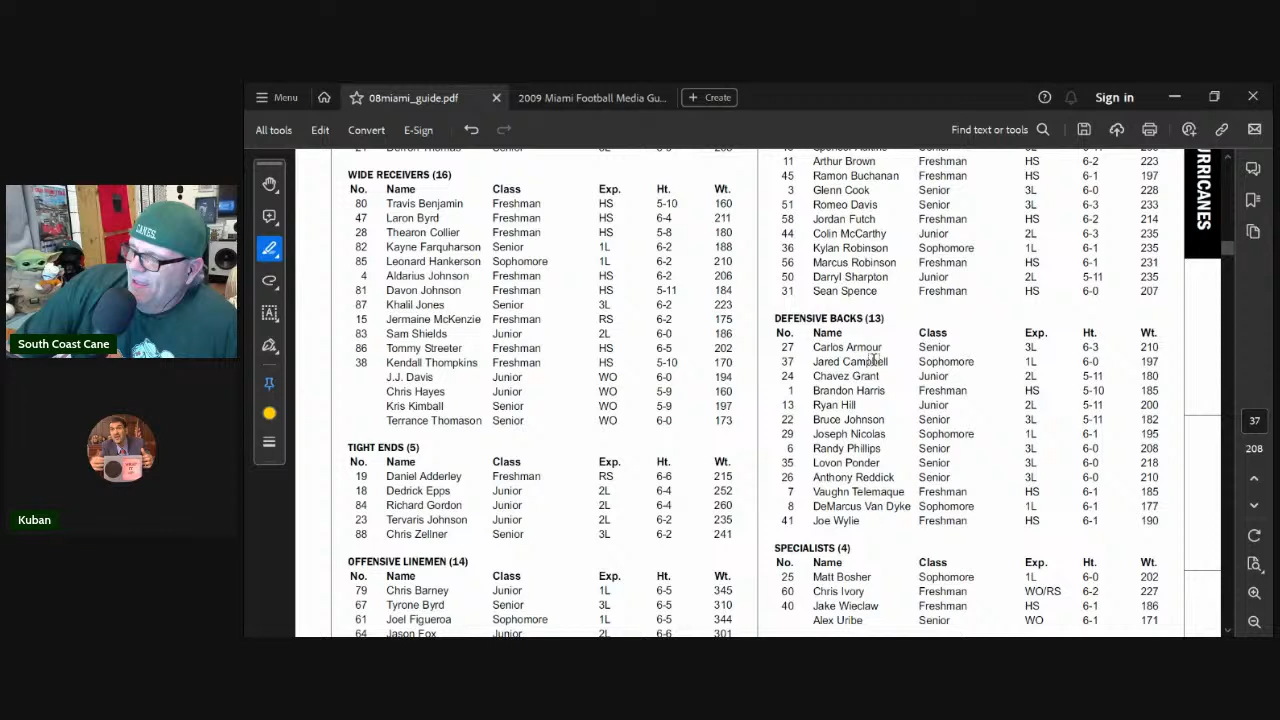 Menu
08miami_guide.pdf
2009 Miami Football Media Gu...
Create
Sign in
All tools Edit Convert E-Sign
Find text or tools
CANES
South Coast Cane
Kuban
WIDE RECEIVERS (16)
No. Name Class Exp. Ht. Wt.
80 Travis Benjamin Freshman HS 5-10 160
47 Laron Byrd Freshman HS 6-4 211
28 Thearon Collier Freshman HS 5-8 180
82 Kayne Farquharson Senior 1L 6-2 188
85 Leonard Hankerson Sophomore 1L 6-2 210
4 Aldarius Johnson Freshman HS 6-2 206
81 Davon Johnson Freshman HS 5-11 184
87 Khalil Jones Senior 3L 6-2 223
15 Jermaine McKenzie Freshman RS 6-2 175
83 Sam Shields Junior 2L 6-0 186
86 Tommy Streeter Freshman HS 6-5 202
38 Kendall Thompkins Freshman HS 5-10 170
J.J. Davis Junior WO 6-0 194
Chris Hayes Junior WO 5-9 160
Kris Kimball Senior WO 5-9 197
Terrance Thomason Senior WO 6-0 173
TIGHT ENDS (5)
No. Name Class Exp. Ht. Wt.
19 Daniel Adderley Freshman RS 6-6 215
18 Dedrick Epps Junior 2L 6-4 252
84 Richard Gordon Junior 2L 6-4 260
23 Tervaris Johnson Junior 2L 6-2 235
88 Chris Zellner Senior 3L 6-2 241
OFFENSIVE LINEMEN (14)
No. Name Class Exp. Ht. Wt.
79 Chris Barney Junior 1L 6-5 345
67 Tyrone Byrd Senior 3L 6-5 310
61 Joel Figueroa Sophomore 1L 6-5 344
64 Jason Fox Junior 2L 6-6 301
11 Arthur Brown Freshman HS 6-2 223
45 Ramon Buchanan Freshman HS 6-1 197
3 Glenn Cook Senior 3L 6-0 228
51 Romeo Davis Senior 3L 6-3 233
58 Jordan Futch Freshman HS 6-2 214
44 Colin McCarthy Junior 2L 6-3 235
36 Kylan Robinson Sophomore 1L 6-1 235
56 Marcus Robinson Freshman HS 6-1 231
50 Darryl Sharpton Junior 2L 5-11 235
31 Sean Spence Freshman HS 6-0 207
DEFENSIVE BACKS (13)
No. Name Class Exp. Ht. Wt.
27 Carlos Armour Senior 3L 6-3 210
37 Jared Campbell Sophomore 1L 6-0 197
24 Chavez Grant Junior 2L 5-11 180
1 Brandon Harris Freshman HS 5-10 185
13 Ryan Hill Junior 2L 5-11 200
22 Bruce Johnson Senior 3L 5-11 182
29 Joseph Nicolas Sophomore 1L 6-1 195
6 Randy Phillips Senior 3L 6-0 208
35 Lovon Ponder Senior 3L 6-0 218
26 Anthony Reddick Senior 3L 6-0 210
7 Vaughn Telemaque Freshman HS 6-1 185
8 DeMarcus Van Dyke Sophomore 1L 6-1 177
41 Joe Wylie Freshman HS 6-1 190
SPECIALISTS (4)
No. Name Class Exp. Ht. Wt.
25 Matt Bosher Sophomore 1L 6-0 202
60 Chris Ivory Freshman WO/RS 6-2 227
40 Jake Wieclaw Freshman HS 6-1 186
Alex Uribe Senior WO 6-1 171
37
208